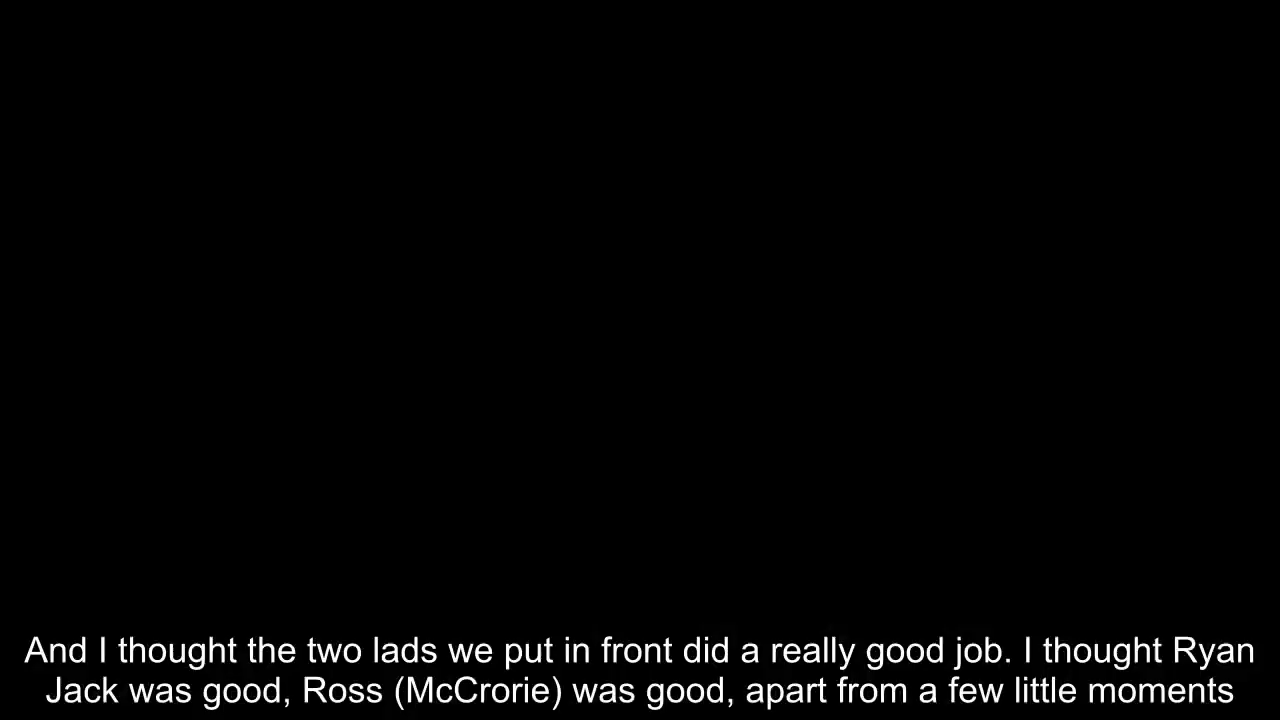 And I thought the two lads we put in front did a really good job. I thought Ryan
Jack was good, Ross (McCrorie) was good, apart from a few little moments